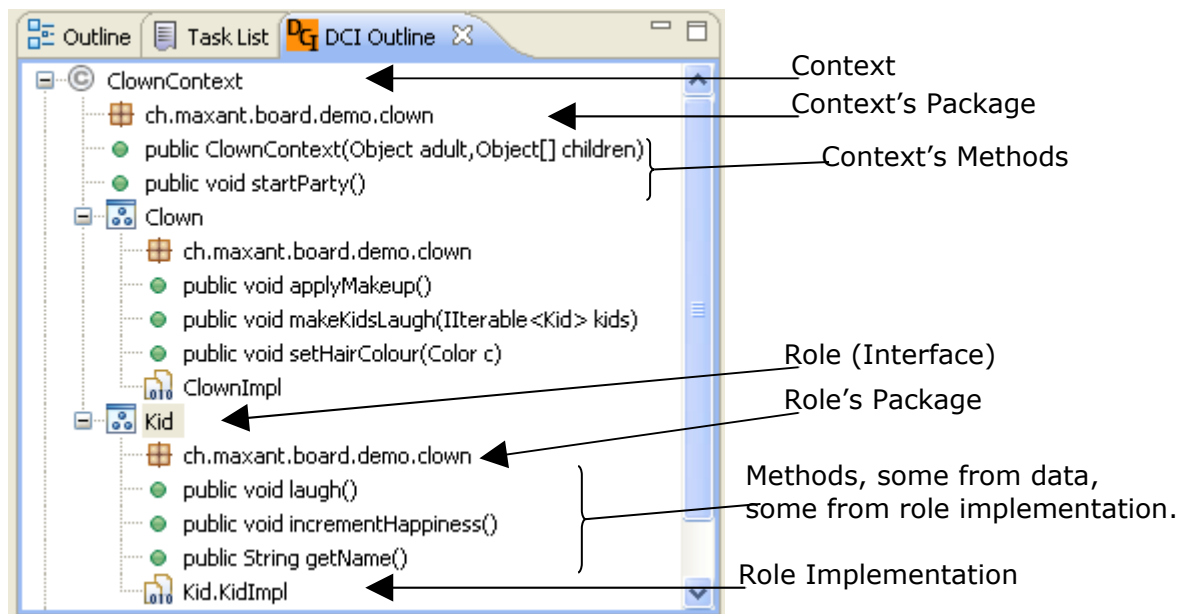 Outline Task List DCI DCI Outline
ClownContext
ch.maxant.board.demo.clown
public ClownContext(Object adult,Object[] children)
public void startParty()
Clown
ch.maxant.board.demo.clown
public void applyMakeup()
public void makeKidsLaugh(IIterable<Kid> kids)
public void setHairColour(Color c)
010 ClownImpl
Kid
ch.maxant.board.demo.clown
public void laugh()
public void incrementHappiness()
public String getName()
010 Kid.KidImpl
Context
Context's Package
Context's Methods
Role (Interface)
Role's Package
Methods, some from data,
some from role implementation.
Role Implementation